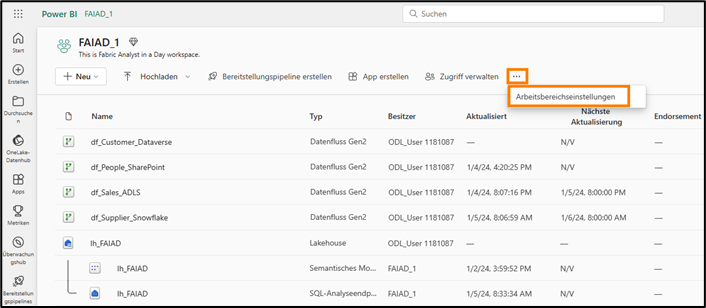 Power BI FAIAD_1
Suchen
FAIAD_1
This is Fabric Analyst in a Day workspace.
+ Neu Hochladen Bereitstellungspipeline erstellen App erstellen Zugriff verwalten ...
Arbeitsbereichseinstellungen
Start
Erstellen
Durchsuche
n
OneLake-
Datenhub
Apps
Metriken
Überwachun
gshub
Bereitstellu
ngspipelines
Name Typ Besitzer Aktualisiert Nächste Aktualisierung Endorsement
df_Customer_Dataverse Datenfluss Gen2 ODL_User 1181087 — N/V —
df_People_SharePoint Datenfluss Gen2 ODL_User 1181087 1/4/24, 4:20:25 PM N/V —
df_Sales_ADLS Datenfluss Gen2 ODL_User 1181087 1/4/24, 8:07:16 PM 1/5/24, 8:00:00 PM —
df_Supplier_Snowflake Datenfluss Gen2 ODL_User 1181087 1/5/24, 8:06:59 AM 1/6/24, 8:00:00 AM —
lh_FAIAD Lakehouse ODL_User 1181087 — — —
lh_FAIAD Semantisches Mo... FAIAD_1 1/2/24, 3:59:52 PM N/V —
lh_FAIAD SQL-Analyseendp... FAIAD_1 1/5/24, 8:33:34 AM N/V —